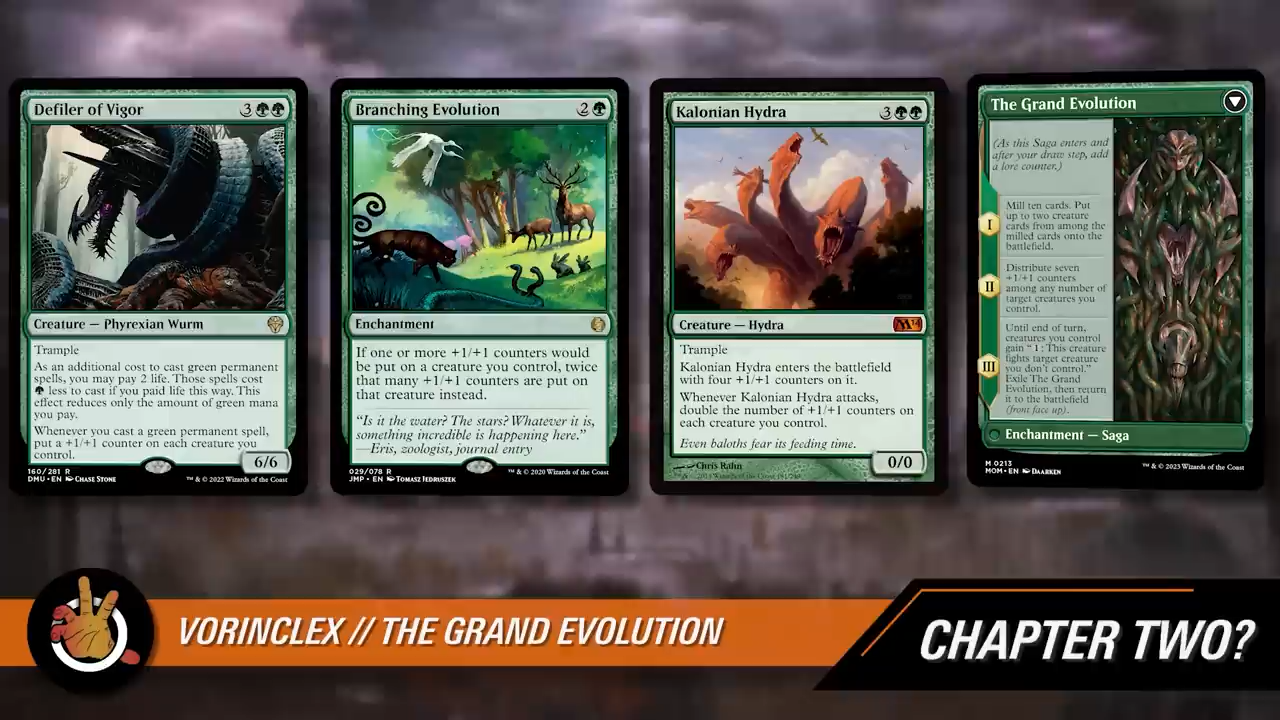 Defiler of Vigor 3
Creature — Phyrexian Wurm
Trample
As an additional cost to cast green permanent
spells, you may pay 2 life. Those spells cost
less to cast if you paid life this way. This
effect reduces only the amount of green mana
you pay.
Whenever you cast a green permanent spell,
put a +1/+1 counter on each creature you
control.
6/6
160/281 R
DMU • EN Chase Stone
™ & © 2022 Wizards of the Coast
Branching Evolution 2
Enchantment
If one or more +1/+1 counters would
be put on a creature you control, twice
that many +1/+1 counters are put on
that creature instead.
"Is it the water? The stars? Whatever it is,
something incredible is happening here."
—Eris, zoologist, journal entry
029/078 R
JMP • EN Tomasz Jedruszek
™ & © 2020 Wizards of the Coast
Kalonian Hydra 3
Creature — Hydra
M14
Trample
Kalonian Hydra enters the battlefield
with four +1/+1 counters on it.
Whenever Kalonian Hydra attacks,
double the number of +1/+1 counters on
each creature you control.
Even baloths fear its feeding time.
Chris Rahn
0/0
The Grand Evolution
(As this Saga enters and
after your draw step, add
a lore counter.)
I
Mill ten cards. Put
up to two creature
cards from among the
milled cards onto the
battlefield.
II
Distribute seven
+1/+1 counters
among any number of
target creatures you
control.
III
Until end of turn,
creatures you control
gain "1: This creature
fights target creature
you don't control."
Exile The Grand
Evolution, then return
it to the battlefield
(front face up).
Enchantment — Saga
M 0213
MOM • EN Daarken
™ & © 2023 Wizards of the Coast
VORINCLEX // THE GRAND EVOLUTION
CHAPTER TWO?